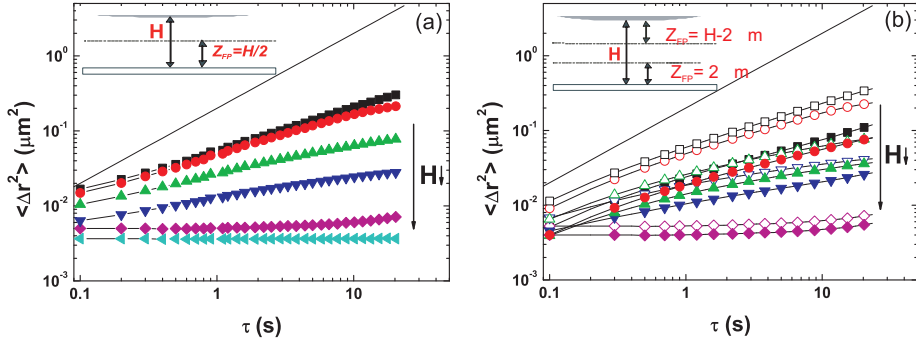 (a)
H
Z_FP=H/2
10^0
10^-1
10^-2
10^-3
<Δr²> (μm²)
H↓
0.1 1 10
τ (s)
(b)
Z_FP= H-2 m
H
Z_FP= 2 m
10^0
10^-1
10^-2
10^-3
<Δr²> (μm²)
H↓
0.1 1 10
τ (s)